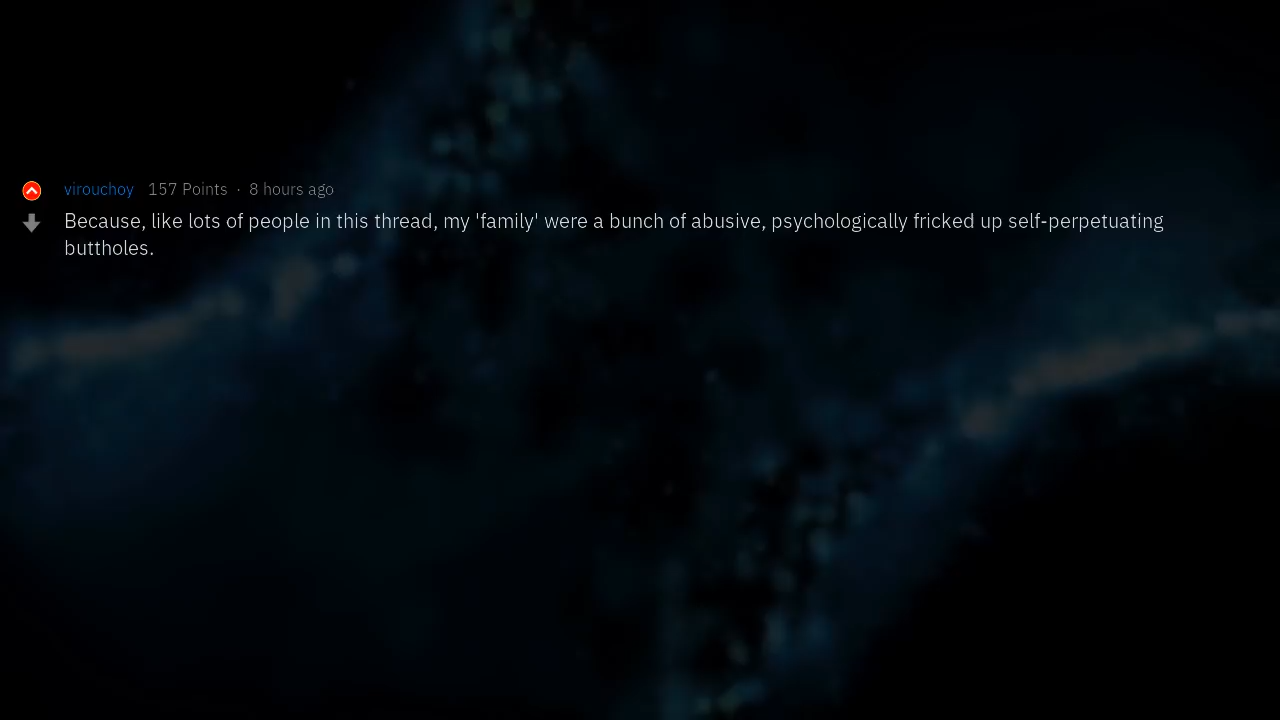 virouchoy 157 Points · 8 hours ago
Because, like lots of people in this thread, my 'family' were a bunch of abusive, psychologically fricked up self-perpetuating
buttholes.